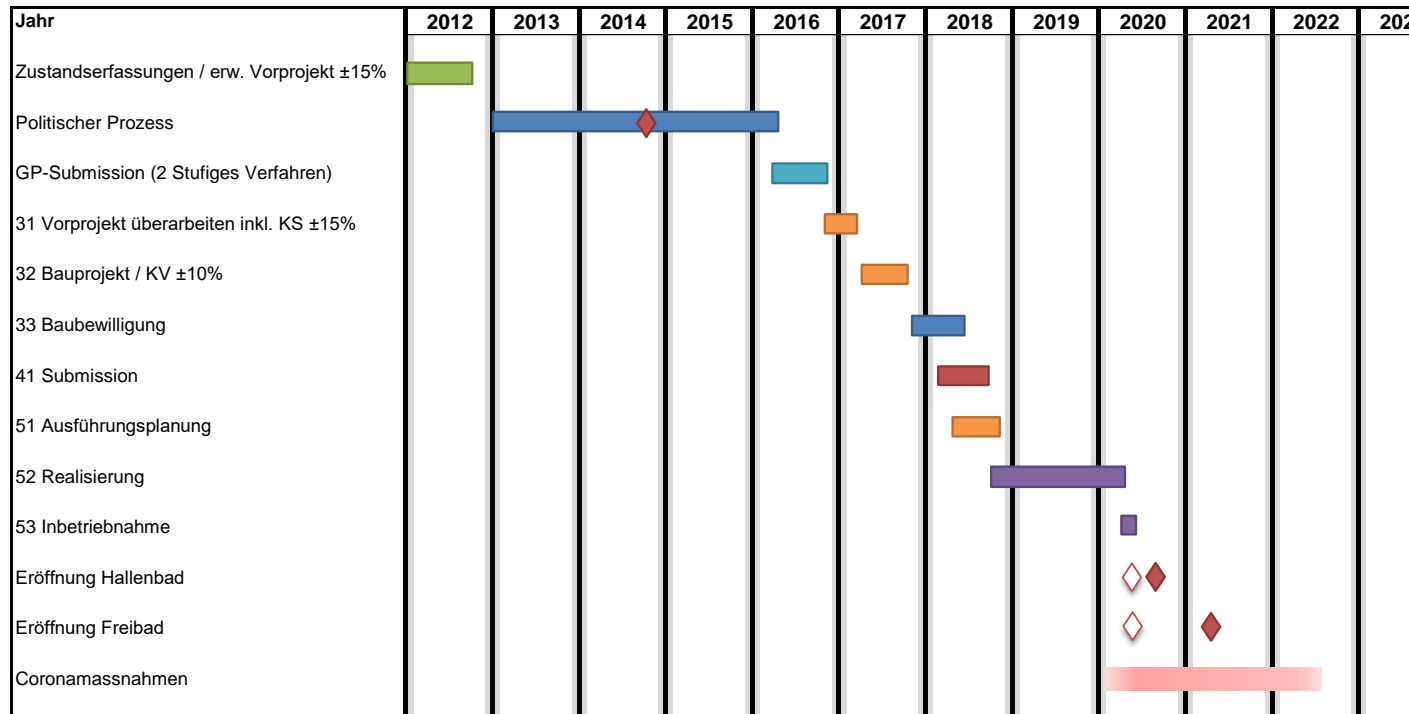 Jahr 2012 2013 2014 2015 2016 2017 2018 2019 2020 2021 2022 202
Zustandserfassungen / erw. Vorprojekt ±15%
Politischer Prozess
GP-Submission (2 Stufiges Verfahren)
31 Vorprojekt überarbeiten inkl. KS ±15%
32 Bauprojekt / KV ±10%
33 Baubewilligung
41 Submission
51 Ausführungsplanung
52 Realisierung
53 Inbetriebnahme
Eröffnung Hallenbad
Eröffnung Freibad
Coronamassnahmen